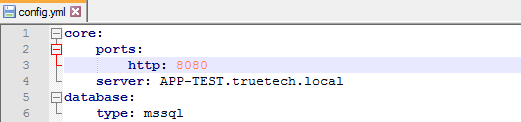 config.yml
1 core:
2 ports:
3 http: 8080
4 server: APP-TEST.truetech.local
5 database:
6 type: mssql